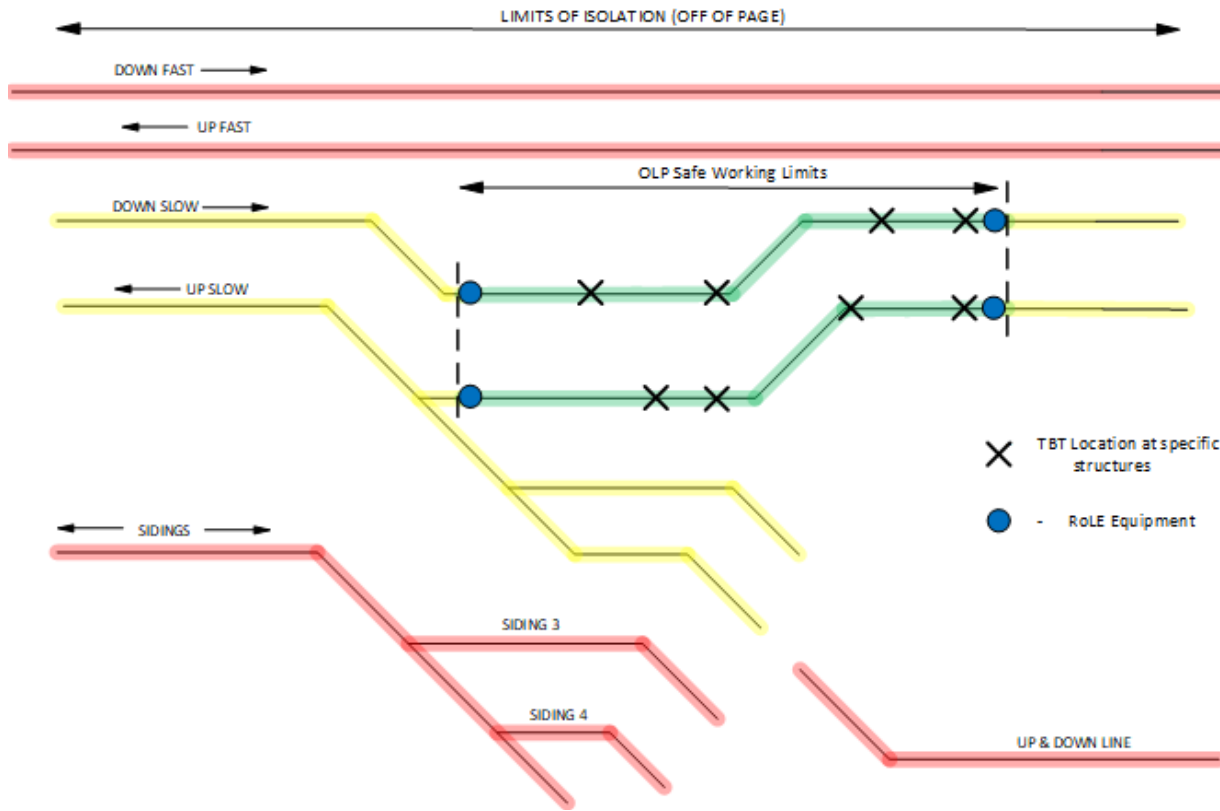 LIMITS OF ISOLATION (OFF OF PAGE)
DOWN FAST
UP FAST
OLP Safe Working Limits
DOWN SLOW
UP SLOW
TBT Location at specific
structures
- RoLE Equipment
SIDINGS
SIDING 3
SIDING 4
UP & DOWN LINE